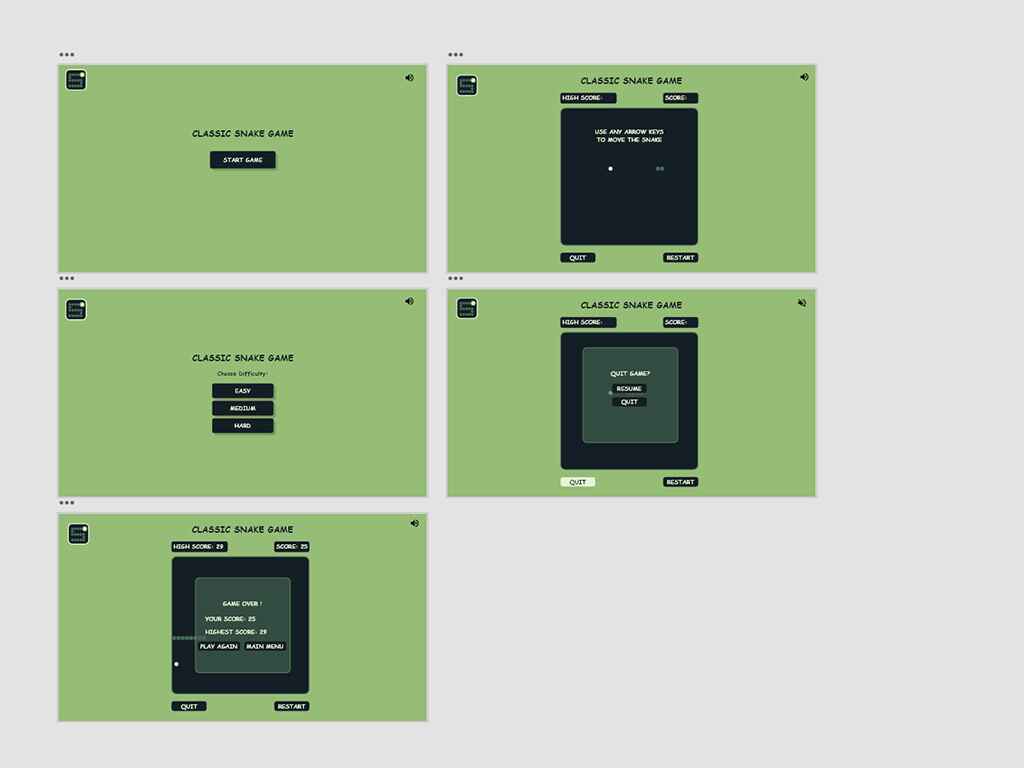 CLASSIC SNAKE GAME
START GAME
CLASSIC SNAKE GAME
HIGH SCORE:
SCORE:
USE ANY ARROW KEYS
TO MOVE THE SNAKE
QUIT
RESTART
CLASSIC SNAKE GAME
Choose Difficulty:
EASY
MEDIUM
HARD
CLASSIC SNAKE GAME
HIGH SCORE:
SCORE:
QUIT GAME?
RESUME
QUIT
QUIT
RESTART
CLASSIC SNAKE GAME
HIGH SCORE: 29
SCORE: 25
GAME OVER !
YOUR SCORE: 25
HIGHEST SCORE: 29
PLAY AGAIN
MAIN MENU
QUIT
RESTART